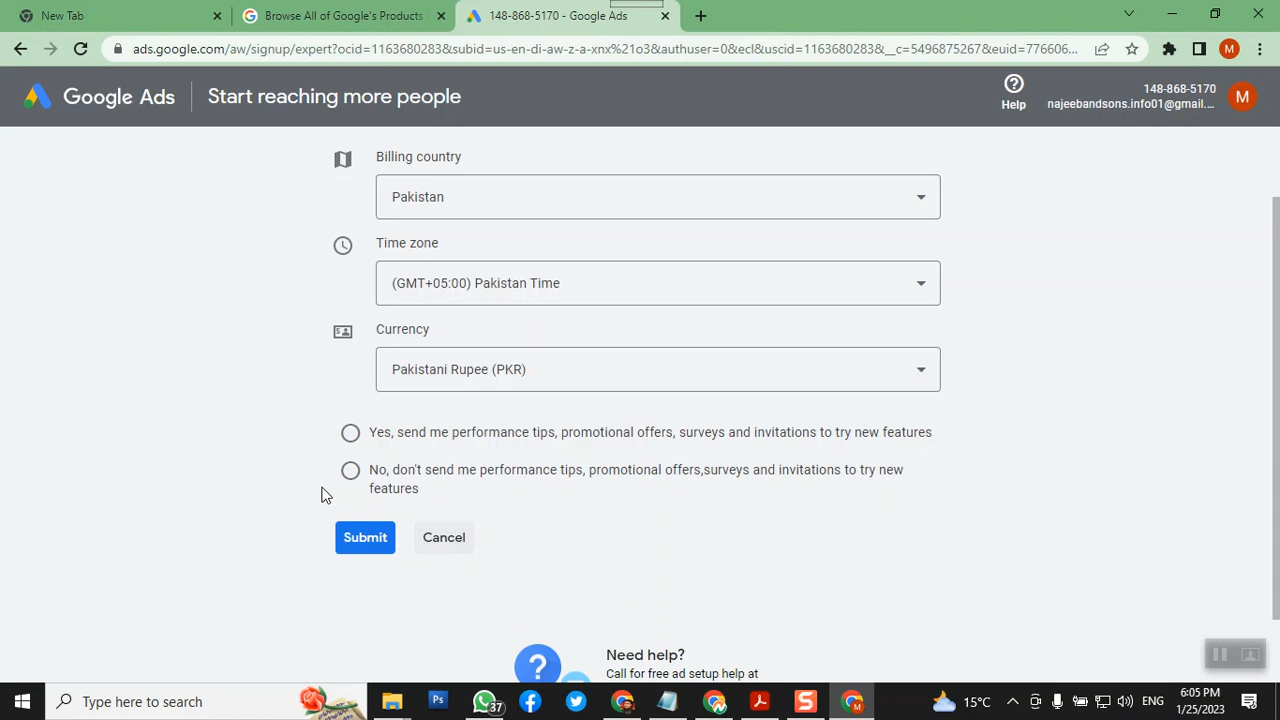 New Tab
Browse All of Google's Products
148-868-5170 - Google Ads
ads.google.com/aw/signup/expert?ocid=1163680283&subid=us-en-di-aw-z-a-xnx%21o3&authuser=0&ecl&uscid=1163680283&__c=5496875267&euid=776606...
M
Google Ads
Start reaching more people
Help
148-868-5170
najeebandsons.info01@gmail....
M
Billing country
Pakistan
Time zone
(GMT+05:00) Pakistan Time
Currency
Pakistani Rupee (PKR)
Yes, send me performance tips, promotional offers, surveys and invitations to try new features
No, don't send me performance tips, promotional offers,surveys and invitations to try new
features
Submit
Cancel
?
Need help?
Call for free ad setup help at
Type here to search
Ps
37
S
M
15°C
ENG
6:05 PM
1/25/2023